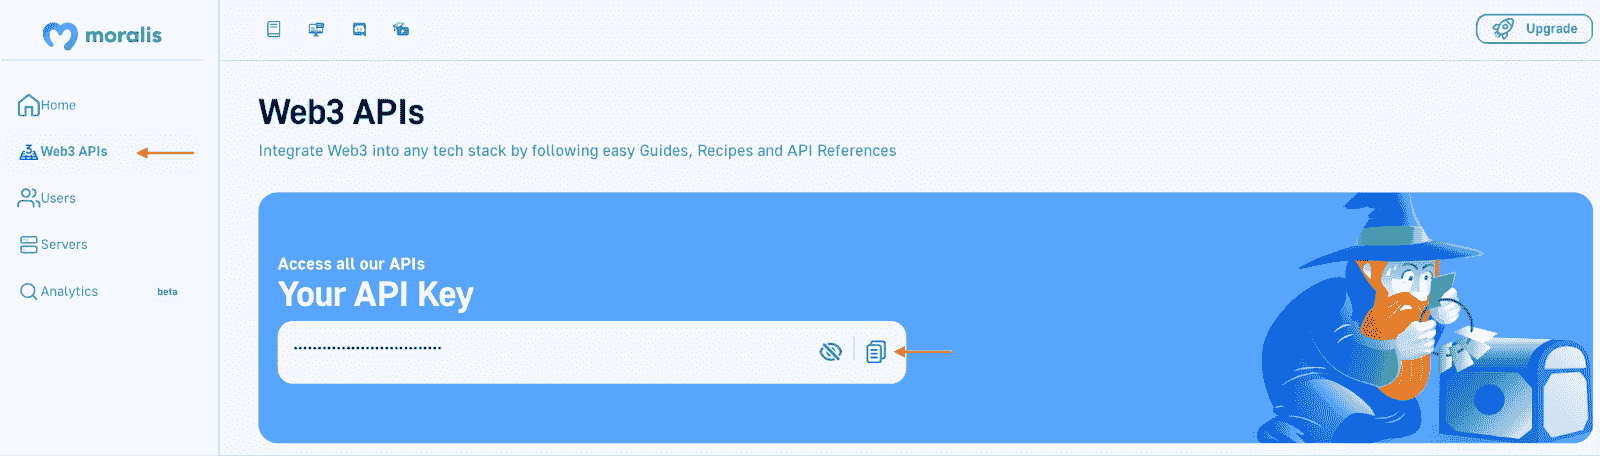 moralis
Upgrade
Home
Web3 APIs
Users
Servers
Analytics beta
Web3 APIs
Integrate Web3 into any tech stack by following easy Guides, Recipes and API References
Access all our APIs
Your API Key